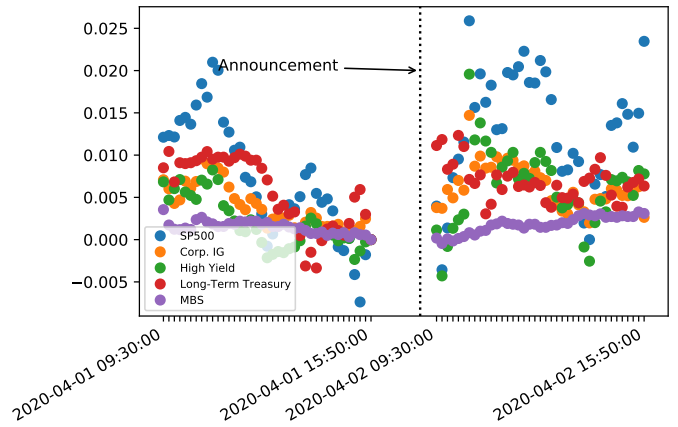 0.025
0.020
0.015
0.010
0.005
0.000
−0.005
Announcement
SP500
Corp. IG
High Yield
Long-Term Treasury
MBS
2020-04-01 09:30:00
2020-04-01 15:50:00
2020-04-02 09:30:00
2020-04-02 15:50:00